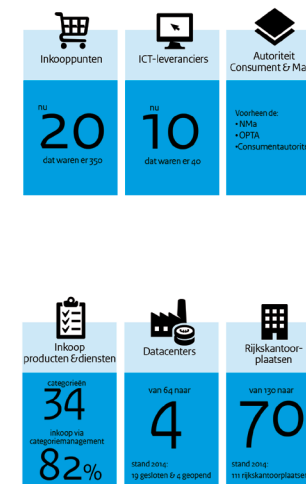 Inkooppunten
nu
20
dat waren er 350
ICT-leveranciers
nu
10
dat waren er 40
Autoriteit
Consument & Ma
Voorheen de:
•NMa
•OPTA
•Consumentautorit
Inkoop
producten &diensten
categorieën
34
inkoop via
categoriemanagement
82%
Datacenters
van 64 naar
4
stand 2014:
19 gesloten & 4 geopend
Rijkskantoor-
plaatsen
van 130 naar
70
stand 2014:
111 rijkskantoorplaatsen